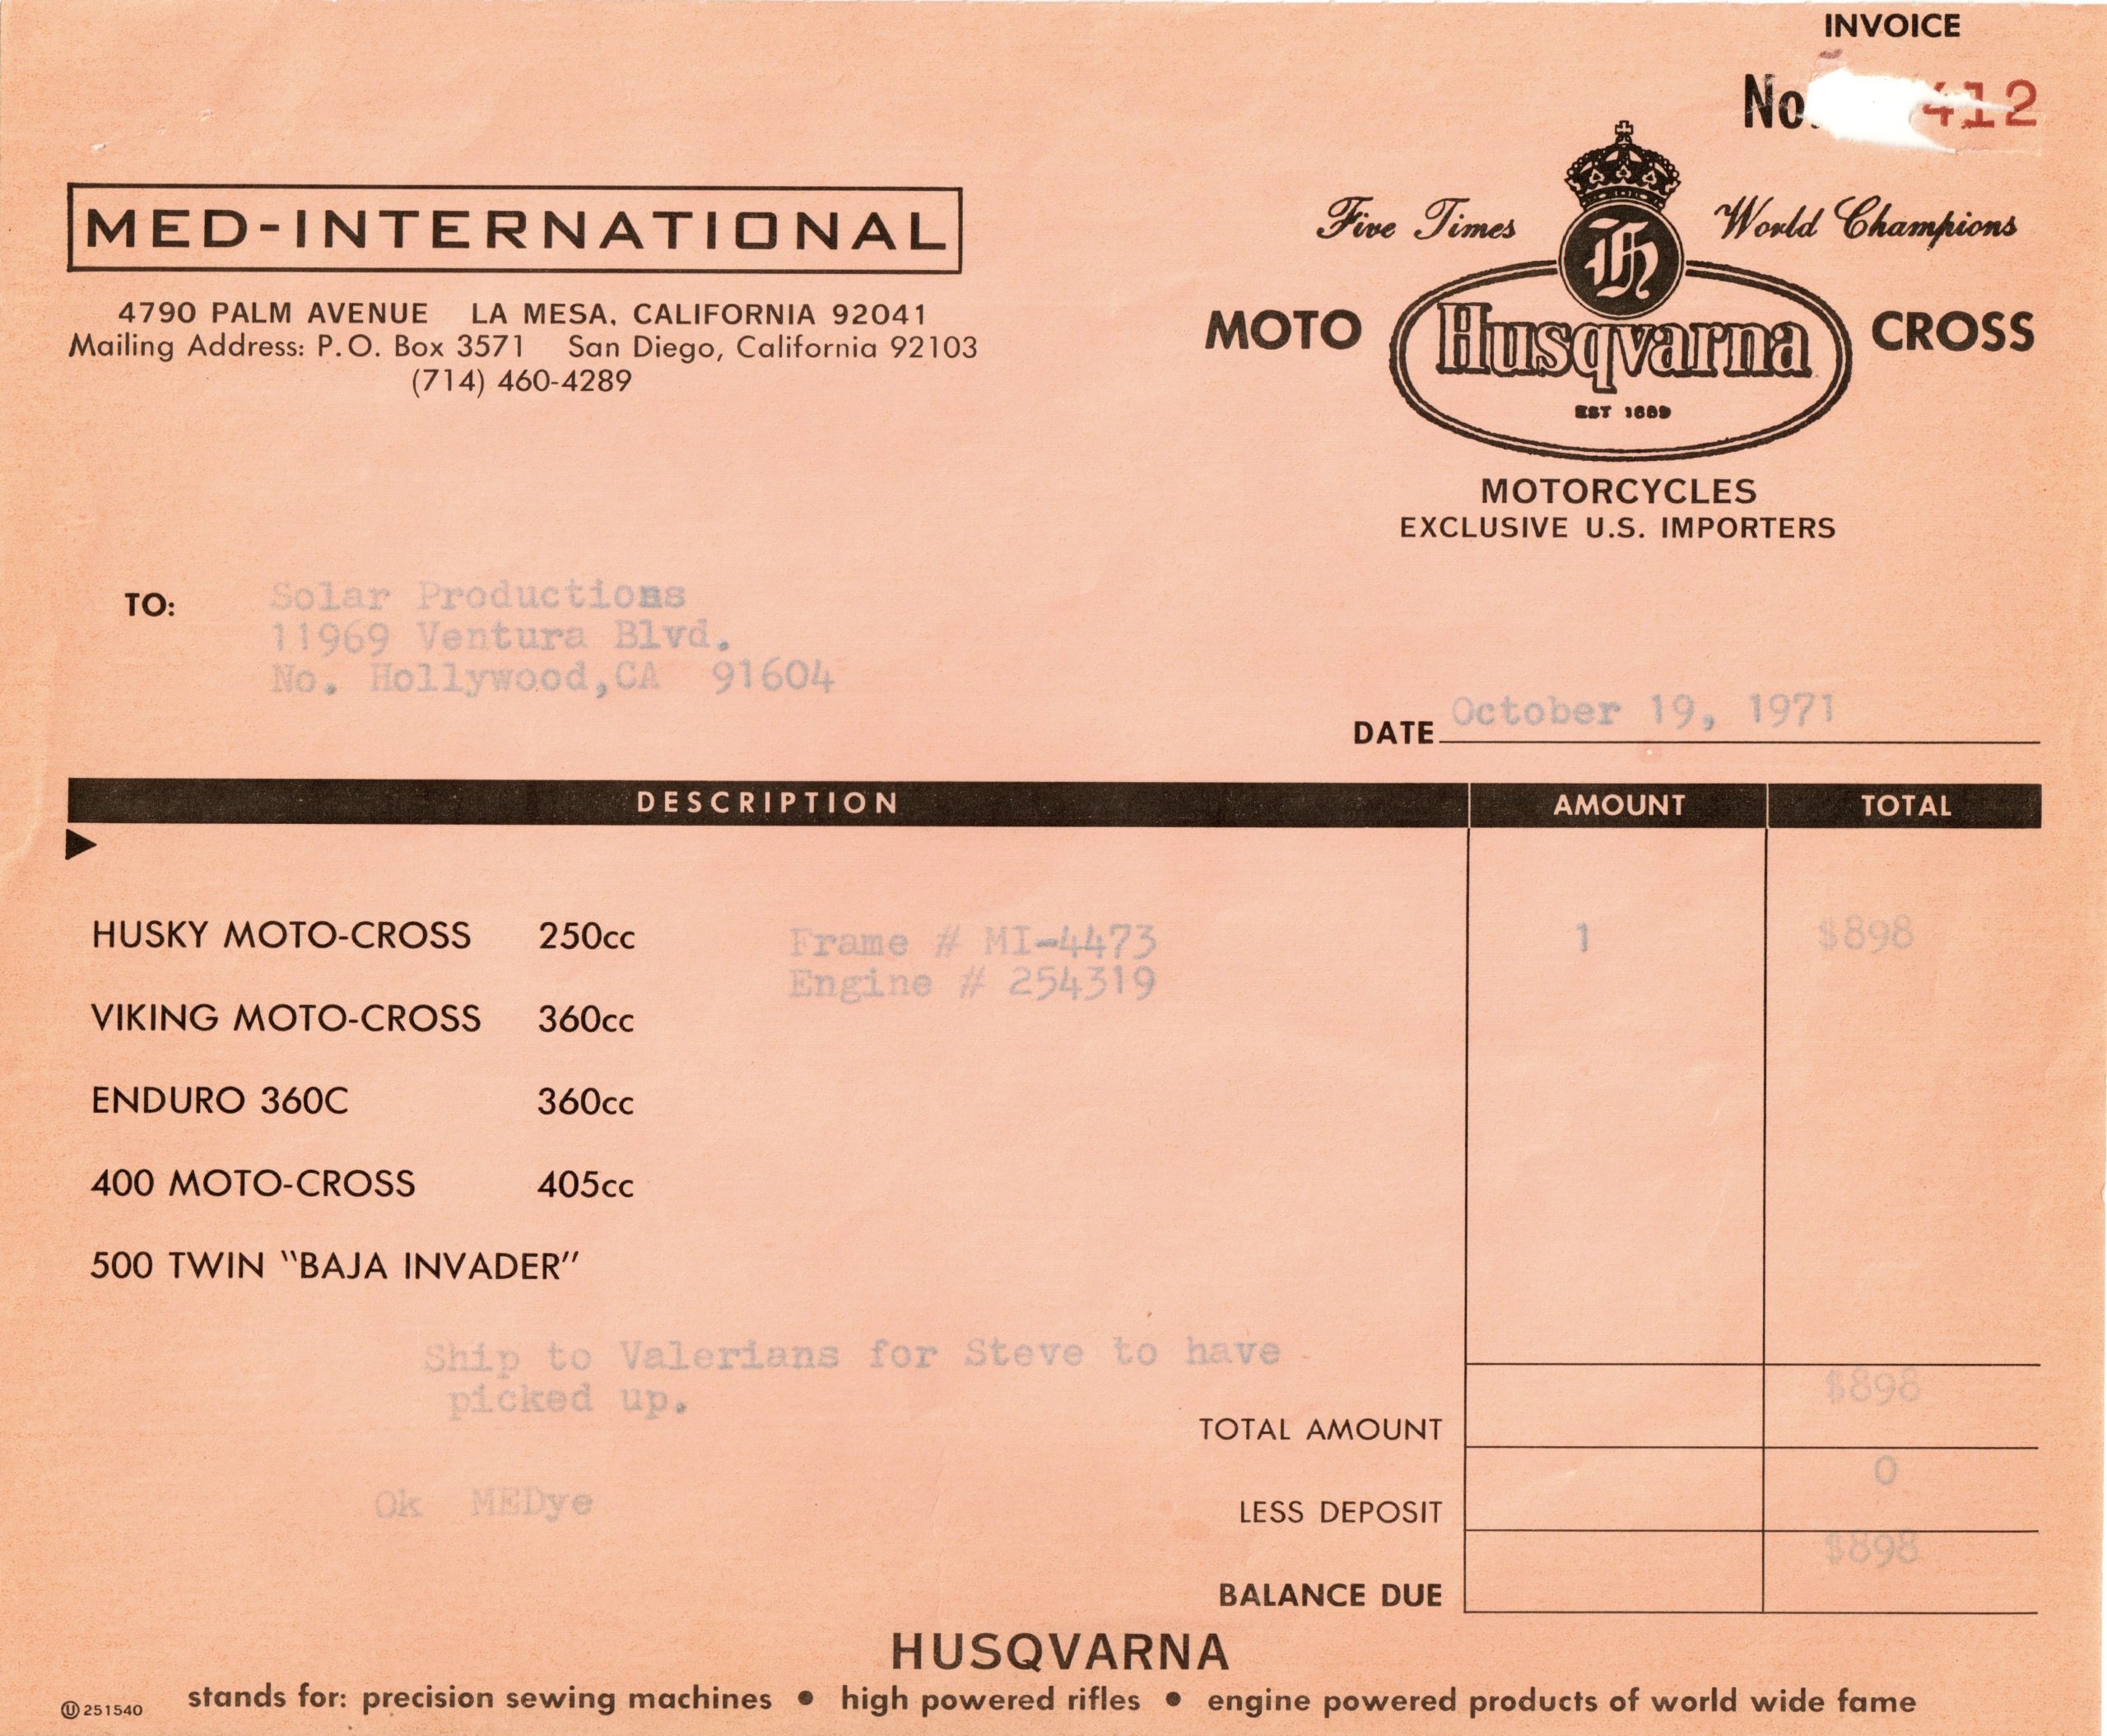 INVOICE
No. 412
MED-INTERNATIONAL
4790 PALM AVENUE LA MESA, CALIFORNIA 92041
Mailing Address: P.O. Box 3571 San Diego, California 92103
(714) 460-4289
Five Times World Champions
H
MOTO Husqvarna CROSS
EST 1689
MOTORCYCLES
EXCLUSIVE U.S. IMPORTERS
TO: Solar Productions
11969 Ventura Blvd.
No. Hollywood,CA 91604
DATE October 19, 1971
DESCRIPTION AMOUNT TOTAL
HUSKY MOTO-CROSS 250cc Frame # MI-4473 1 $898
Engine # 254319
VIKING MOTO-CROSS 360cc
ENDURO 360C 360cc
400 MOTO-CROSS 405cc
500 TWIN "BAJA INVADER"
Ship to Valerians for Steve to have
picked up.
TOTAL AMOUNT $898
Ok MEDye
LESS DEPOSIT 0
BALANCE DUE $898
HUSQVARNA
stands for: precision sewing machines • high powered rifles • engine powered products of world wide fame
U 251540